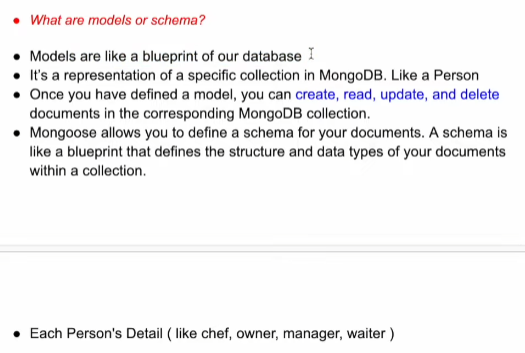 • What are models or schema?
• Models are like a blueprint of our database
• It's a representation of a specific collection in MongoDB. Like a Person
• Once you have defined a model, you can create, read, update, and delete
documents in the corresponding MongoDB collection.
• Mongoose allows you to define a schema for your documents. A schema is
like a blueprint that defines the structure and data types of your documents
within a collection.
• Each Person's Detail ( like chef, owner, manager, waiter )